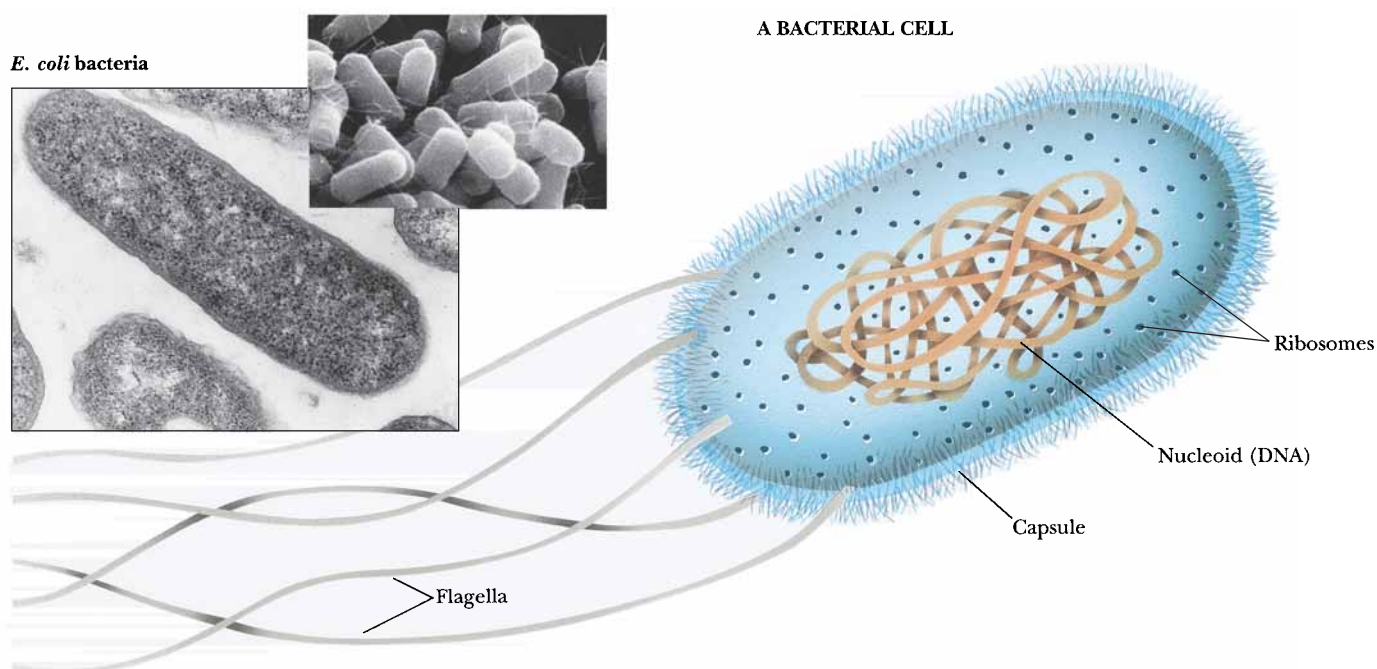 A BACTERIAL CELL
E. coli bacteria
Ribosomes
Nucleoid (DNA)
Capsule
Flagella